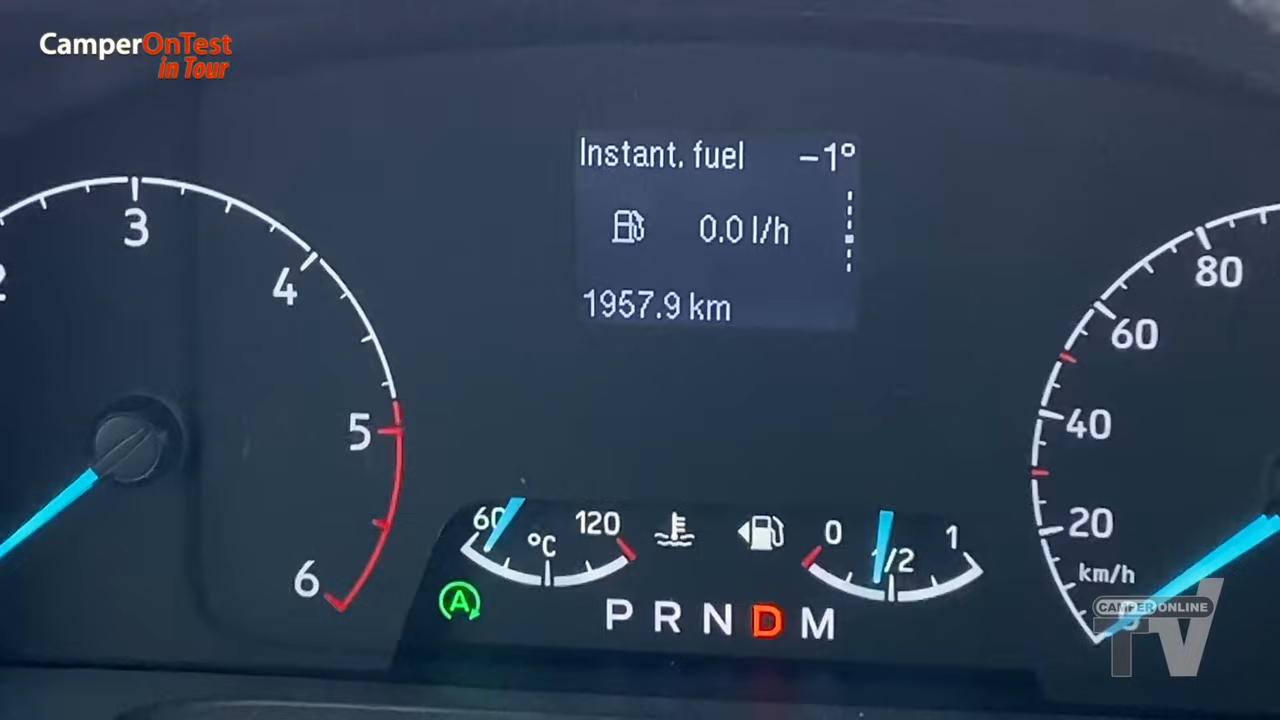 CamperOnTest
in Tour
Instant. fuel -1°
0.0 l/h
1957.9 km
3
4
5
6
60 120
°C
0 1/2 1
A
P R N D M
80
60
40
20
km/h
0
CAMPER ONLINE
TV